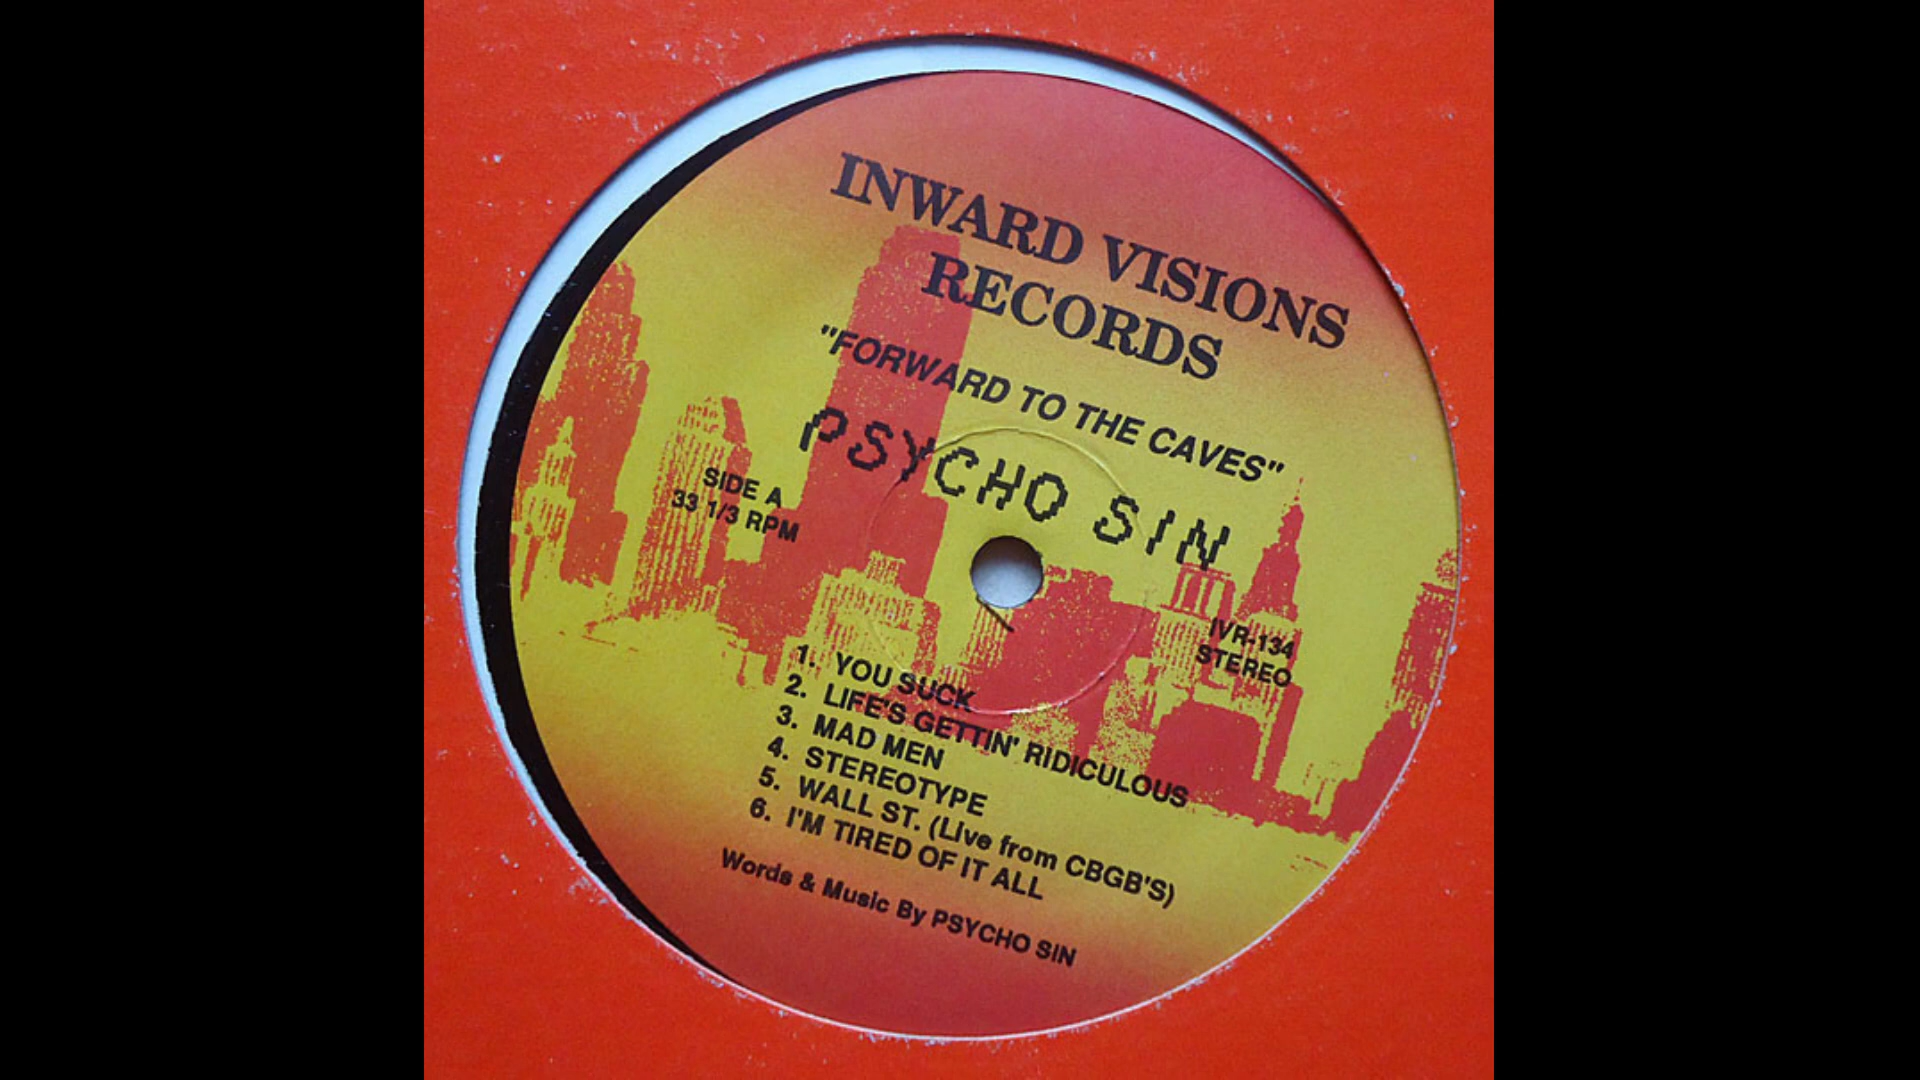 INWARD VISIONS
RECORDS
"FORWARD TO THE CAVES"
PSYCHO SIN
SIDE A
33 1/3 RPM
IVR-134
STEREO
1. YOU SUCK
2. LIFE'S GETTIN' RIDICULOUS
3. MAD MEN
4. STEREOTYPE
5. WALL ST. (Live from CBGB'S)
6. I'M TIRED OF IT ALL
Words & Music By PSYCHO SIN